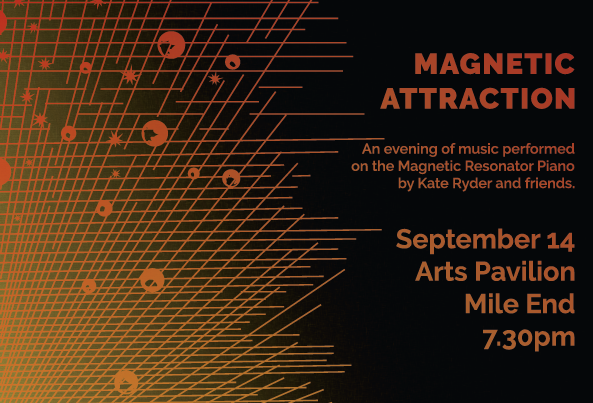 MAGNETIC
ATTRACTION
An evening of music performed
on the Magnetic Resonator Piano
by Kate Ryder and friends.
September 14
Arts Pavilion
Mile End
7.30pm